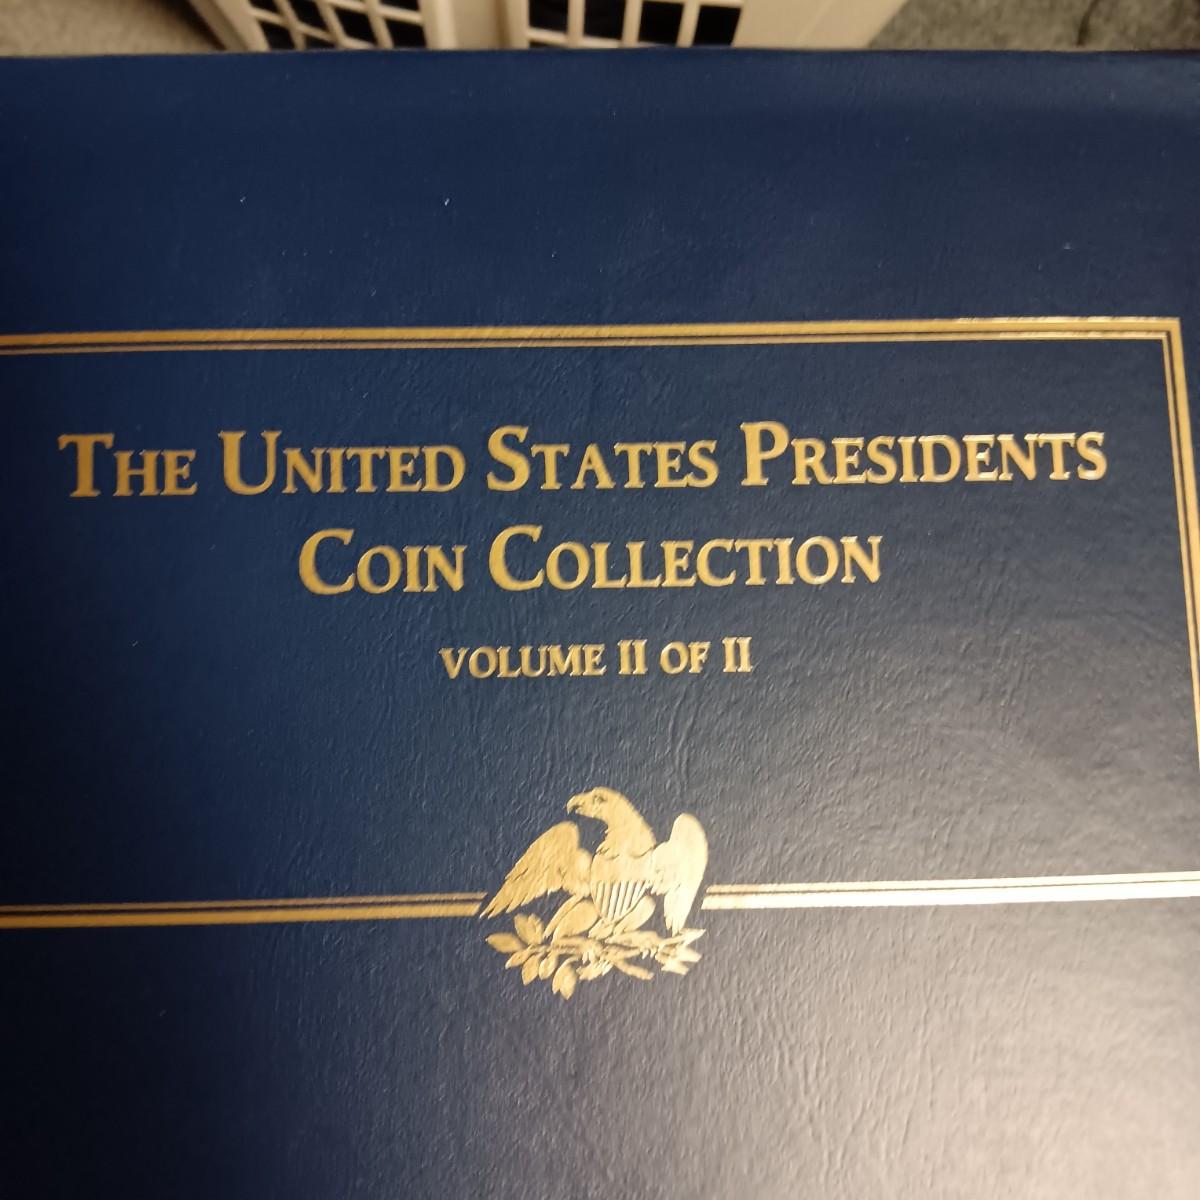 THE UNITED STATES PRESIDENTS
COIN COLLECTION
VOLUME II OF II